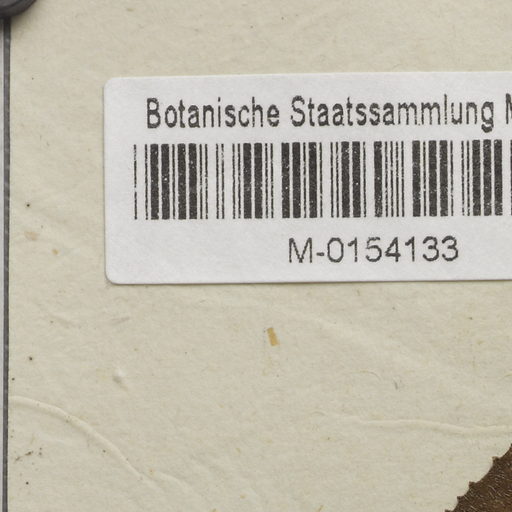 Botanische Staatssammlung M
M-0154133